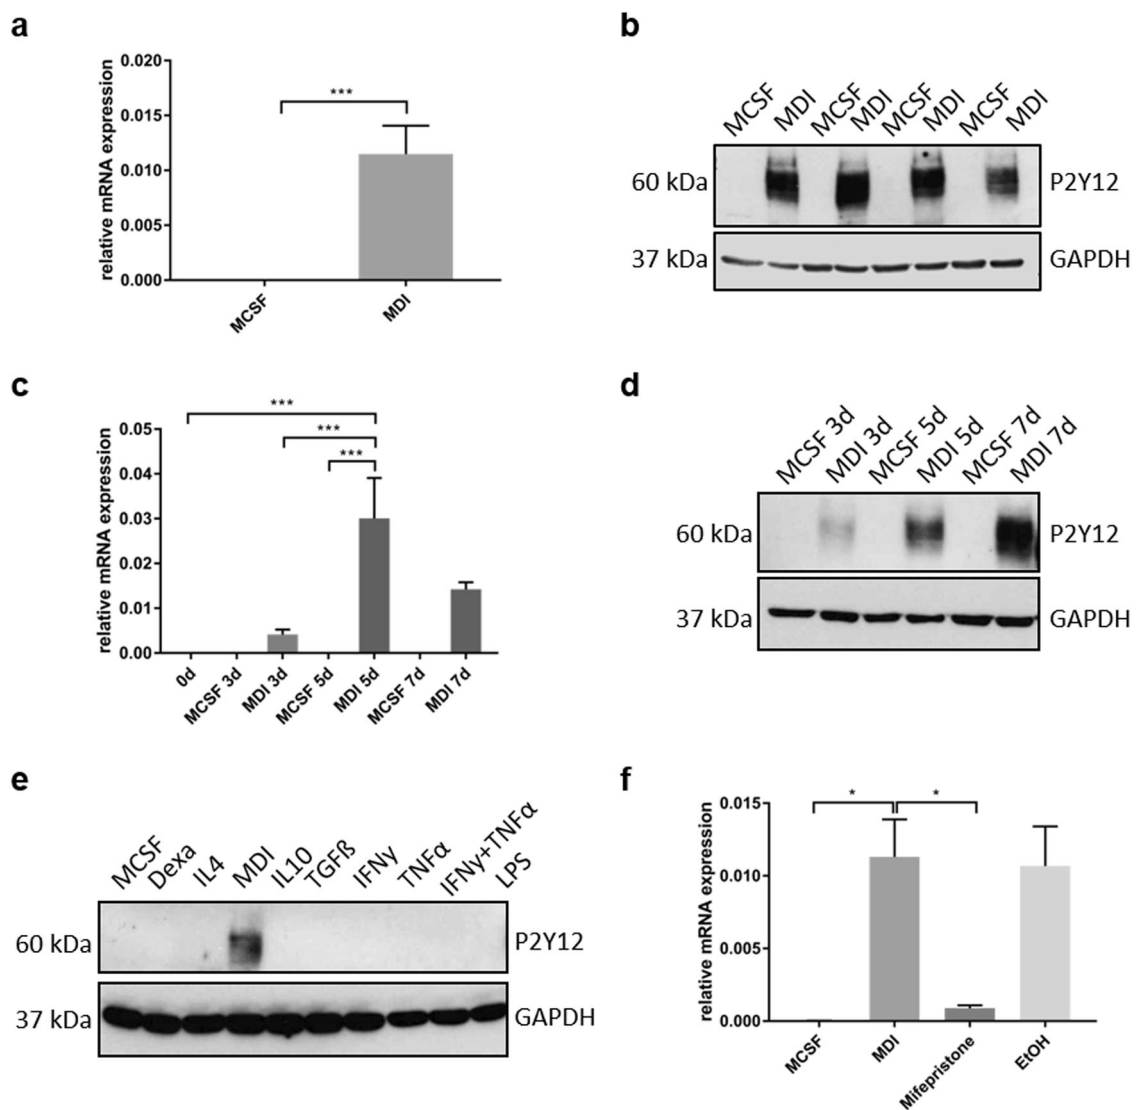 a
relative mRNA expression
0.020
0.015
0.010
0.005
0.000
***
MCSF
MDI
b
MCSF MDI MCSF MDI MCSF MDI MCSF MDI
60 kDa P2Y12
37 kDa GAPDH
c
relative mRNA expression
0.05
0.04
0.03
0.02
0.01
0.00
***
***
***
0d
MCSF 3d
MDI 3d
MCSF 5d
MDI 5d
MCSF 7d
MDI 7d
d
MCSF 3d MDI 3d MCSF 5d MDI 5d MCSF 7d MDI 7d
60 kDa P2Y12
37 kDa GAPDH
e
MCSF Dexa IL4 MDI IL10 TGFß IFNγ TNFα IFNγ+TNFα LPS
60 kDa P2Y12
37 kDa GAPDH
f
relative mRNA expression
0.015
0.010
0.005
0.000
* *
MCSF
MDI
Mifepristone
EtOH